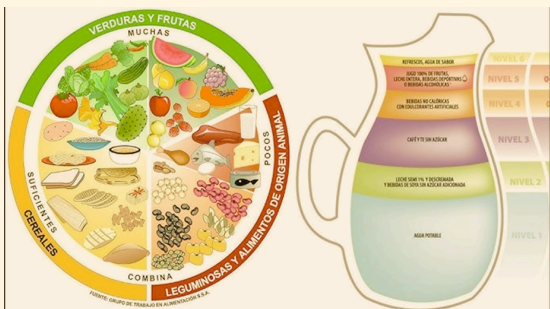 VERDURAS Y FRUTAS
MUCHAS
SUFICIENTES
CEREALES
POCOS
LEGUMINOSAS Y ALIMENTOS DE ORIGEN ANIMAL
COMBINA
FUENTE: GRUPO DE TRABAJO EN ALIMENTACIÓN S.S.A.
REFRESCOS, AGUA DE SABOR
JUGO 100% DE FRUTAS,
LECHE ENTERA, BEBIDAS DEPORTIVAS
O BEBIDAS ALCOHÓLICAS
BEBIDAS NO CALÓRICAS
CON EDULCORANTES ARTIFICIALES
CAFÉ Y TE SIN AZÚCAR
LECHE SEMI 1% Y DESCREMADA
Y BEBIDAS DE SOYA SIN AZÚCAR ADICIONADA
AGUA POTABLE
NIVEL 6
NIVEL 5
NIVEL 4
NIVEL 3
NIVEL 2
NIVEL 1